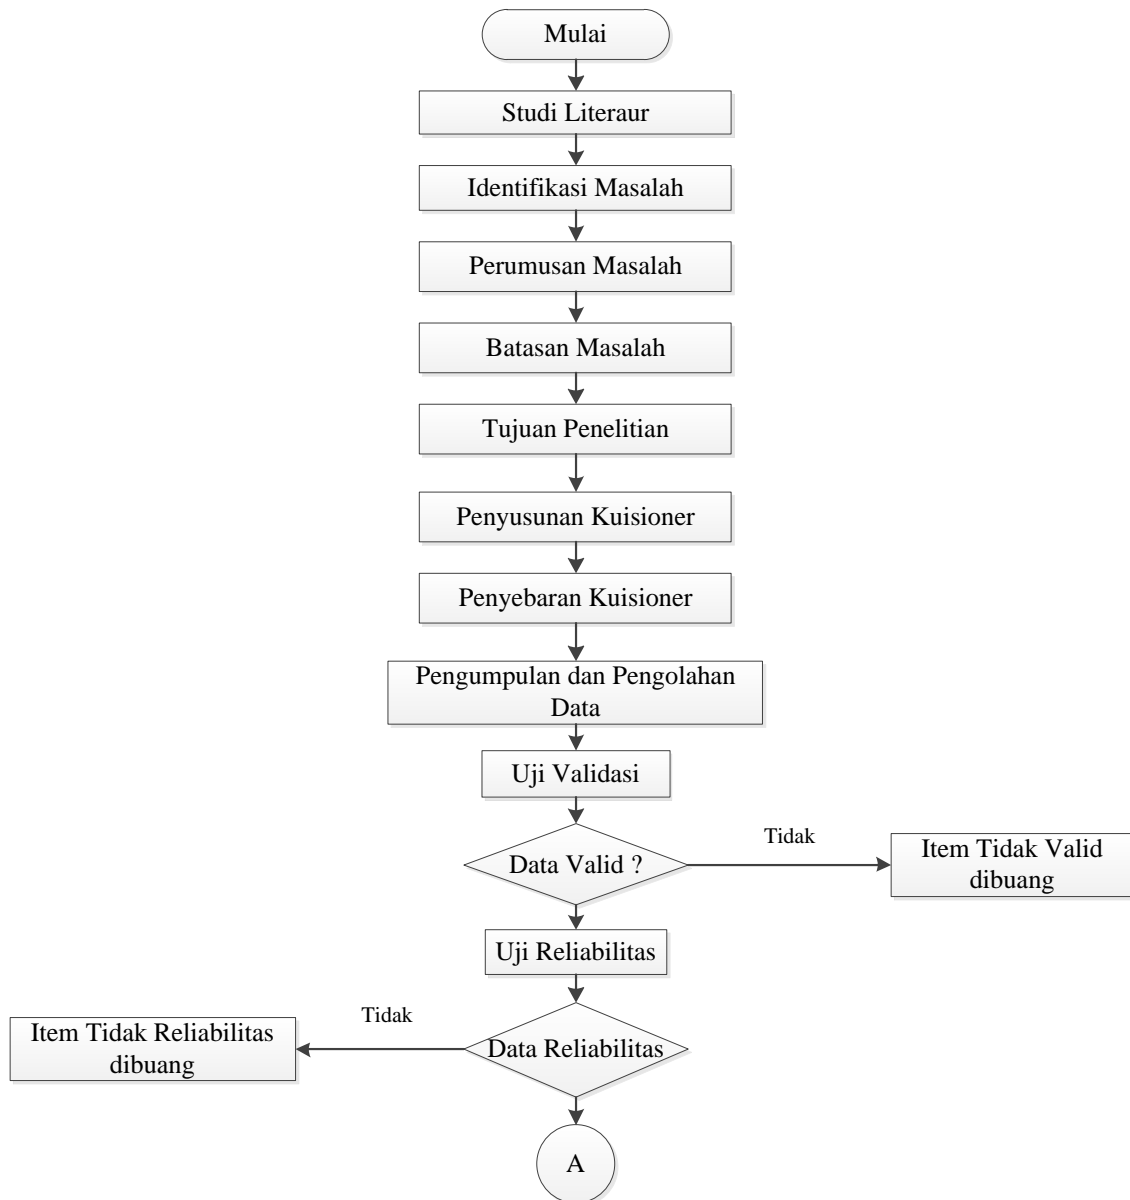 Mulai
Studi Literaur
Identifikasi Masalah
Perumusan Masalah
Batasan Masalah
Tujuan Penelitian
Penyusunan Kuisioner
Penyebaran Kuisioner
Pengumpulan dan Pengolahan
Data
Uji Validasi
Data Valid ?
Tidak
Item Tidak Valid
dibuang
Uji Reliabilitas
Data Reliabilitas
Tidak
Item Tidak Reliabilitas
dibuang
A